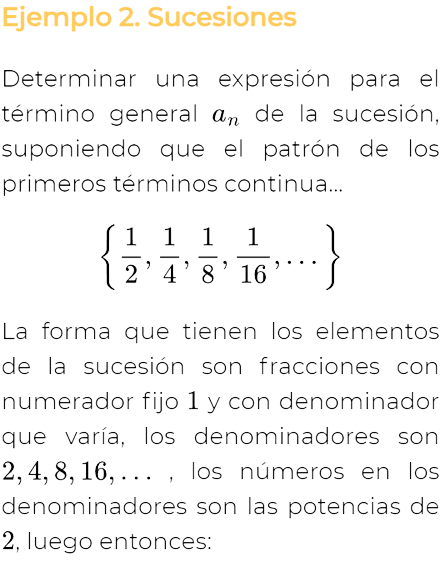 Ejemplo 2. Sucesiones
Determinar una expresión para el
término general aₙ de la sucesión,
suponiendo que el patrón de los
primeros términos continua...
{ 1/2, 1/4, 1/8, 1/16, ... }
La forma que tienen los elementos
de la sucesión son fracciones con
numerador fijo 1 y con denominador
que varía, los denominadores son
2, 4, 8, 16, ... , los números en los
denominadores son las potencias de
2, luego entonces: